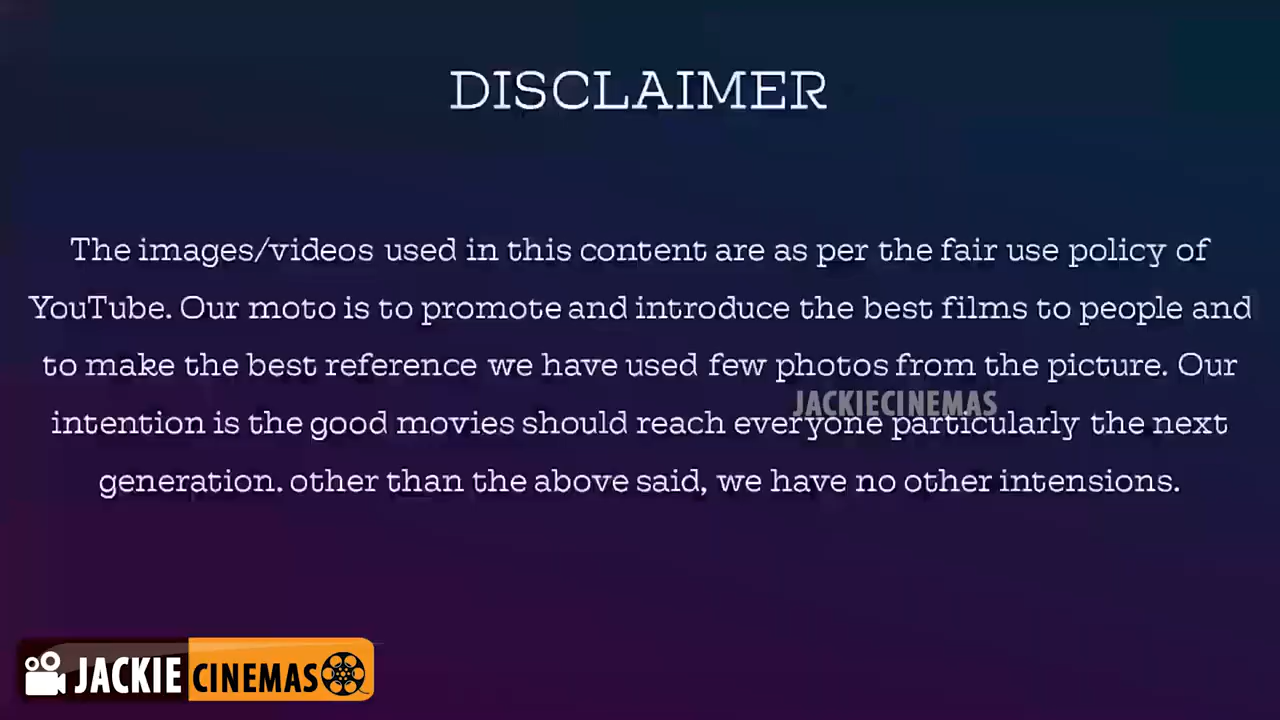 DISCLAIMER
The images/videos used in this content are as per the fair use policy of
YouTube. Our moto is to promote and introduce the best films to people and
to make the best reference we have used few photos from the picture. Our
JACKIECINEMAS
intention is the good movies should reach everyone particularly the next
generation. other than the above said, we have no other intensions.
JACKIE CINEMAS